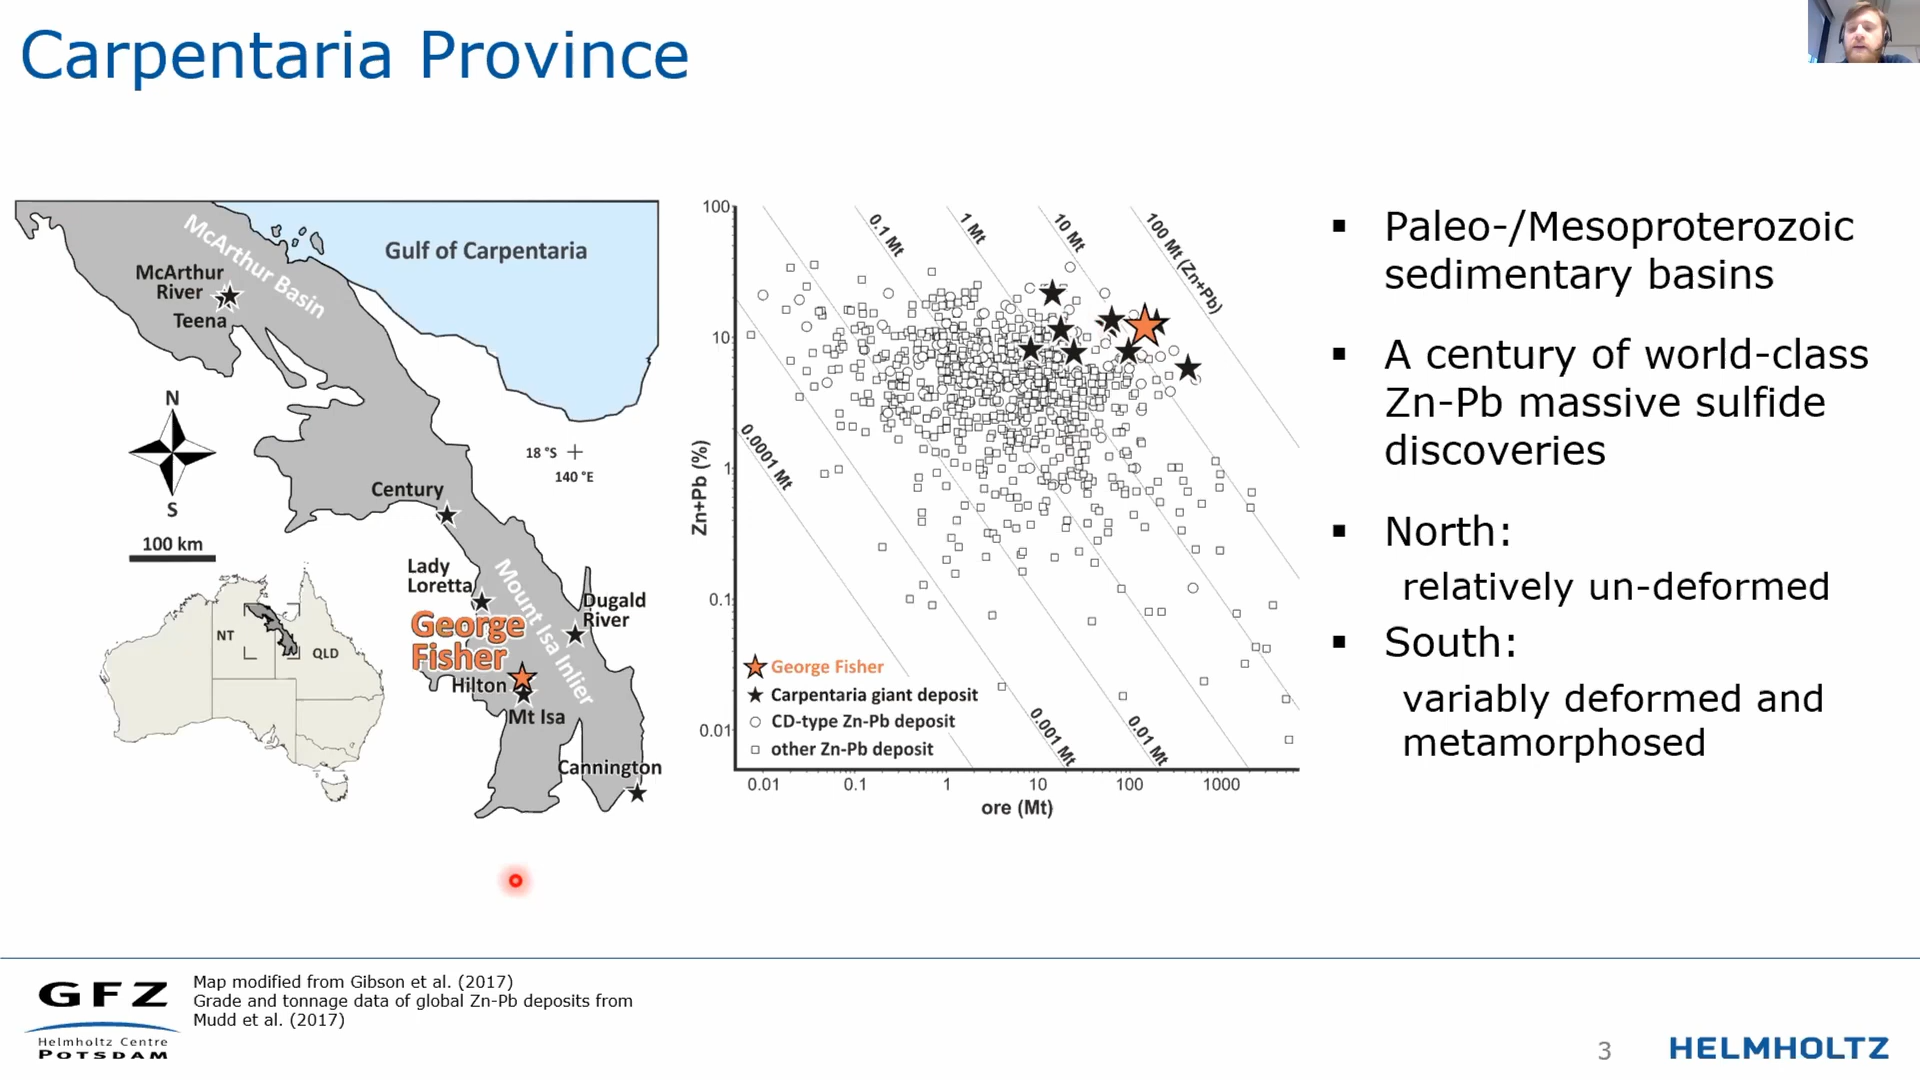 Carpentaria Province
McArthur Basin
Gulf of Carpentaria
McArthur
River
Teena
N
S
100 km
18 °S
140 °E
Century
Lady
Loretta
George
Fisher
Hilton
Mt Isa
Mount Isa Inlier
Dugald
River
Cannington
NT
QLD
100
10
1
0.1
0.01
Zn+Pb (%)
0.1 Mt
1 Mt
10 Mt
100 Mt (Zn+Pb)
0.0001 Mt
0.001 Mt
0.01 Mt
George Fisher
Carpentaria giant deposit
CD-type Zn-Pb deposit
other Zn-Pb deposit
0.01 0.1 1 10 100 1000
ore (Mt)
▪ Paleo-/Mesoproterozoic
sedimentary basins
▪ A century of world-class
Zn-Pb massive sulfide
discoveries
▪ North:
relatively un-deformed
▪ South:
variably deformed and
metamorphosed
GFZ
Helmholtz Centre
POTSDAM
Map modified from Gibson et al. (2017)
Grade and tonnage data of global Zn-Pb deposits from
Mudd et al. (2017)
3
HELMHOLTZ